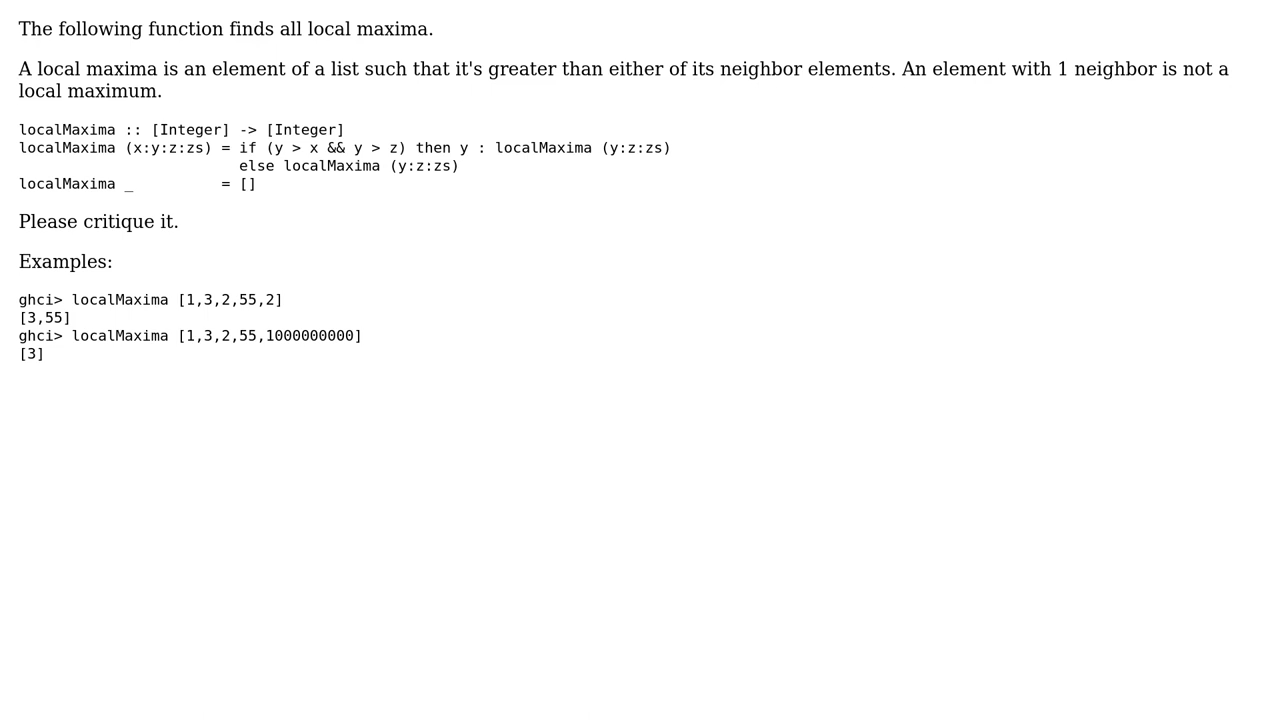 The following function finds all local maxima.
A local maxima is an element of a list such that it's greater than either of its neighbor elements. An element with 1 neighbor is not a
local maximum.
localMaxima :: [Integer] -> [Integer]
localMaxima (x:y:z:zs) = if (y > x && y > z) then y : localMaxima (y:z:zs)
                         else localMaxima (y:z:zs)
localMaxima _          = []
Please critique it.
Examples:
ghci> localMaxima [1,3,2,55,2]
[3,55]
ghci> localMaxima [1,3,2,55,1000000000]
[3]